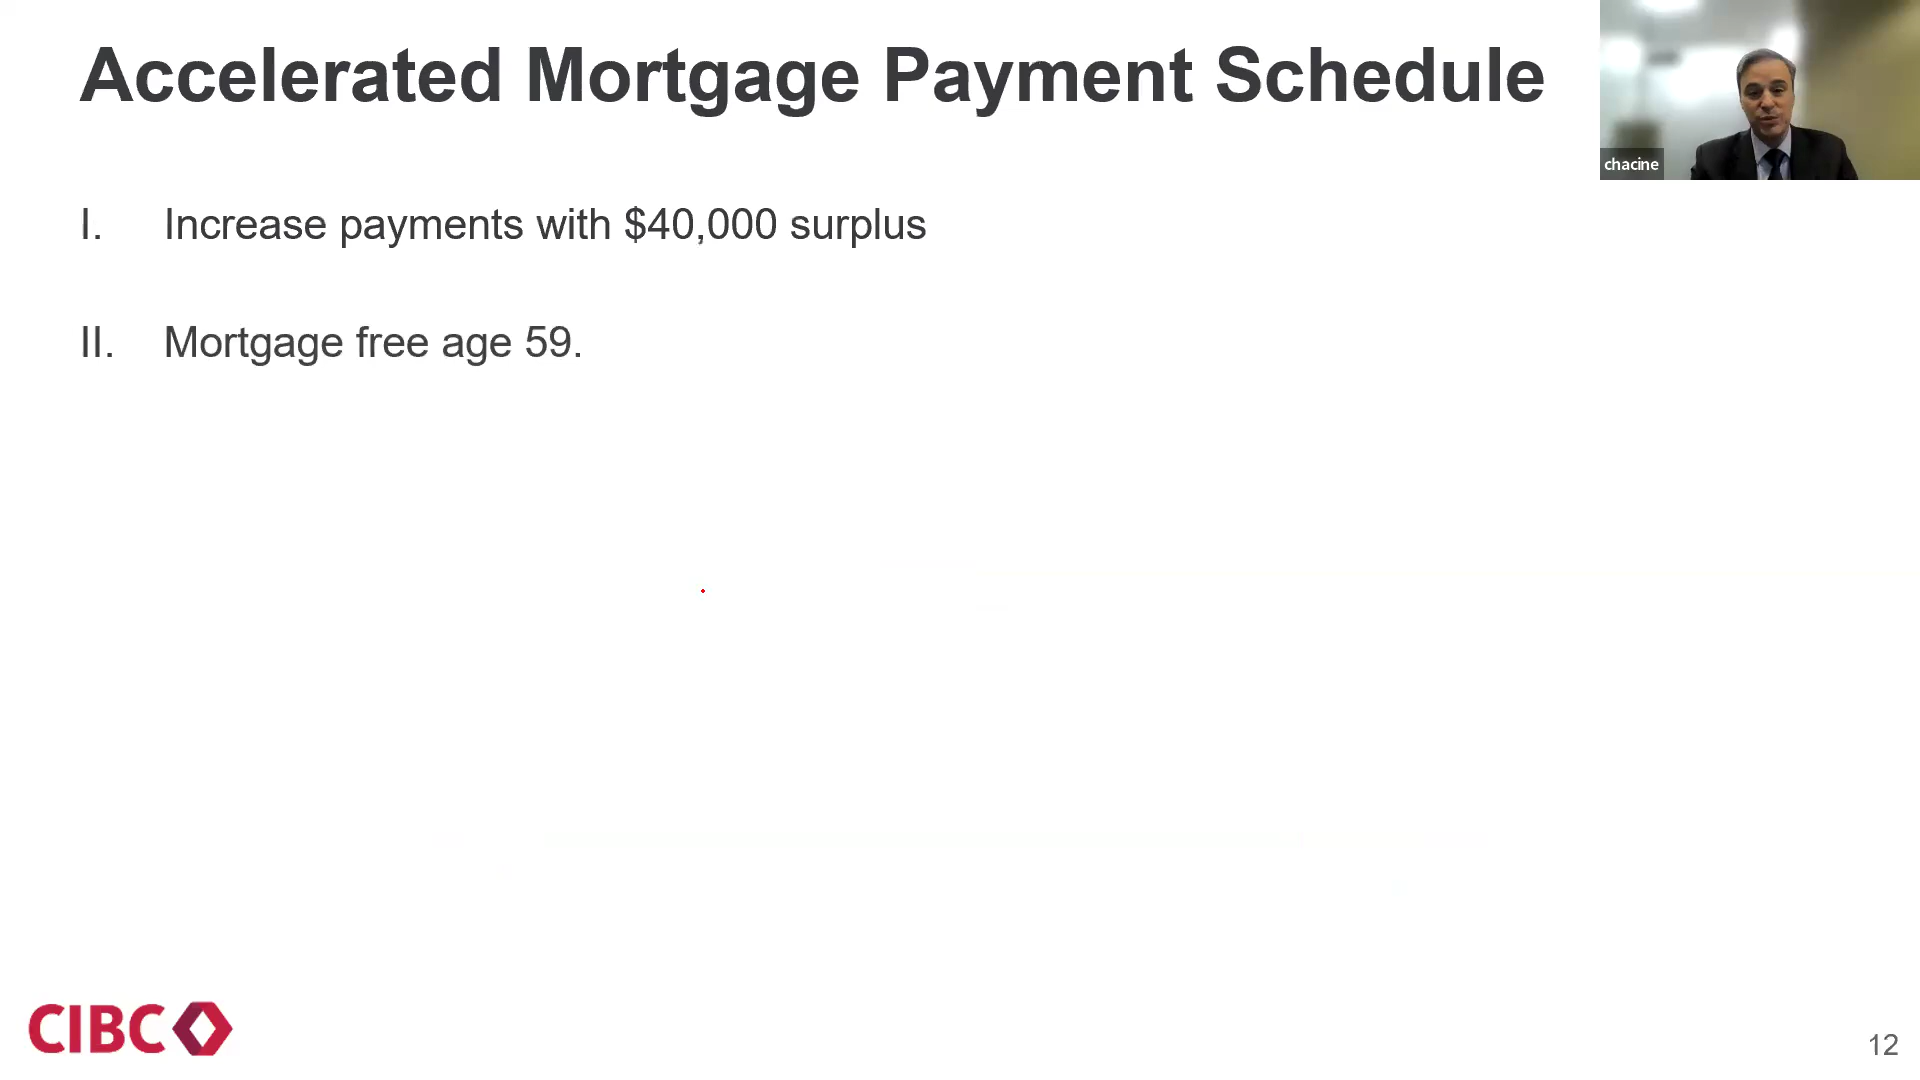 Accelerated Mortgage Payment Schedule
chacine
I. Increase payments with $40,000 surplus
II. Mortgage free age 59.
CIBC
12